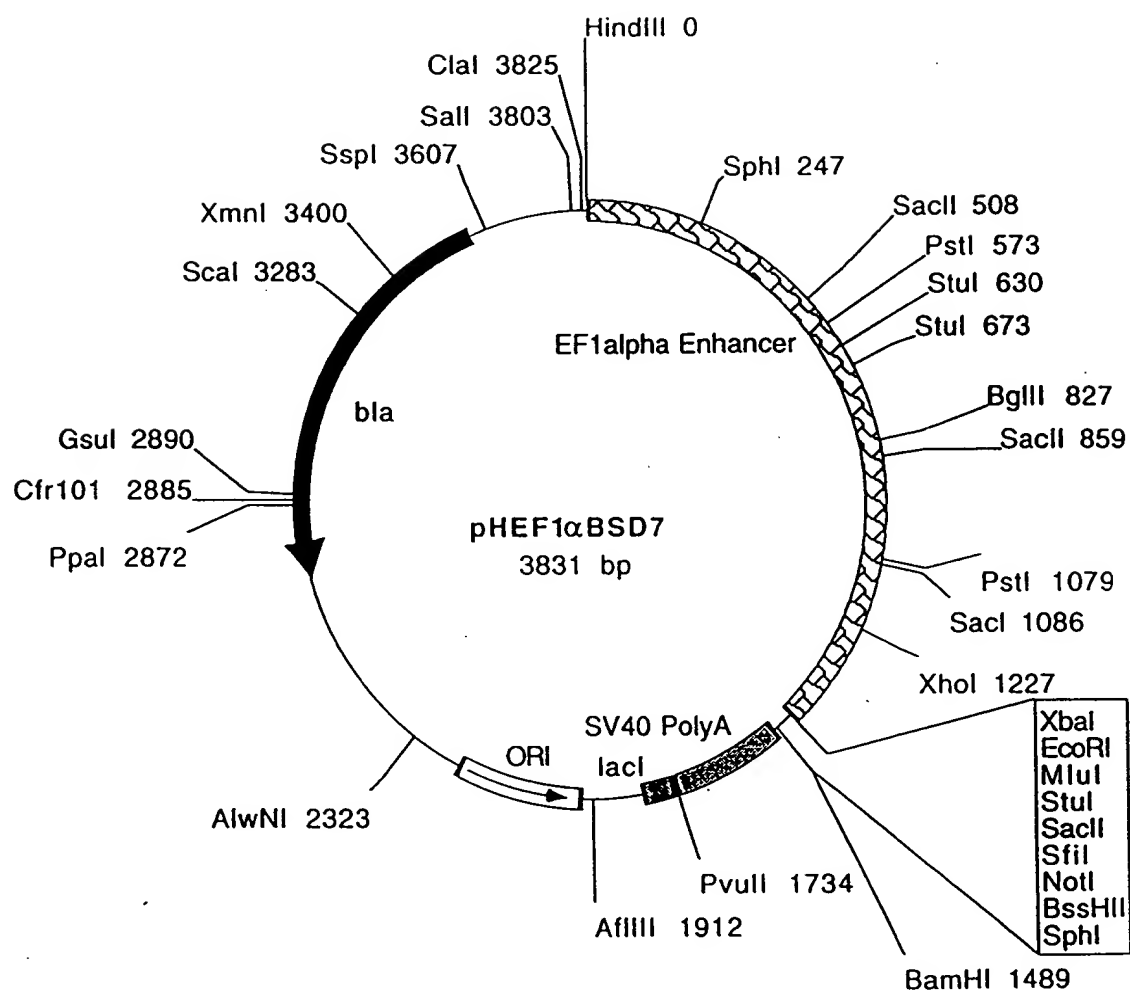 HindIII 0
ClaI 3825
SalI 3803
SspI 3607
SphI 247
XmnI 3400
SacII 508
PstI 573
ScaI 3283
StuI 630
StuI 673
EF1alpha Enhancer
BglII 827
bla
GsuI 2890
SacII 859
Cfr101 2885
pHEF1αBSD7
PpaI 2872
3831 bp
PstI 1079
SacI 1086
XhoI 1227
SV40 PolyA
XbaI
EcoRI
MluI
StuI
SacII
SfiI
NotI
BssHII
SphI
ORI
lacI
AlwNI 2323
PvuII 1734
AflIII 1912
BamHI 1489